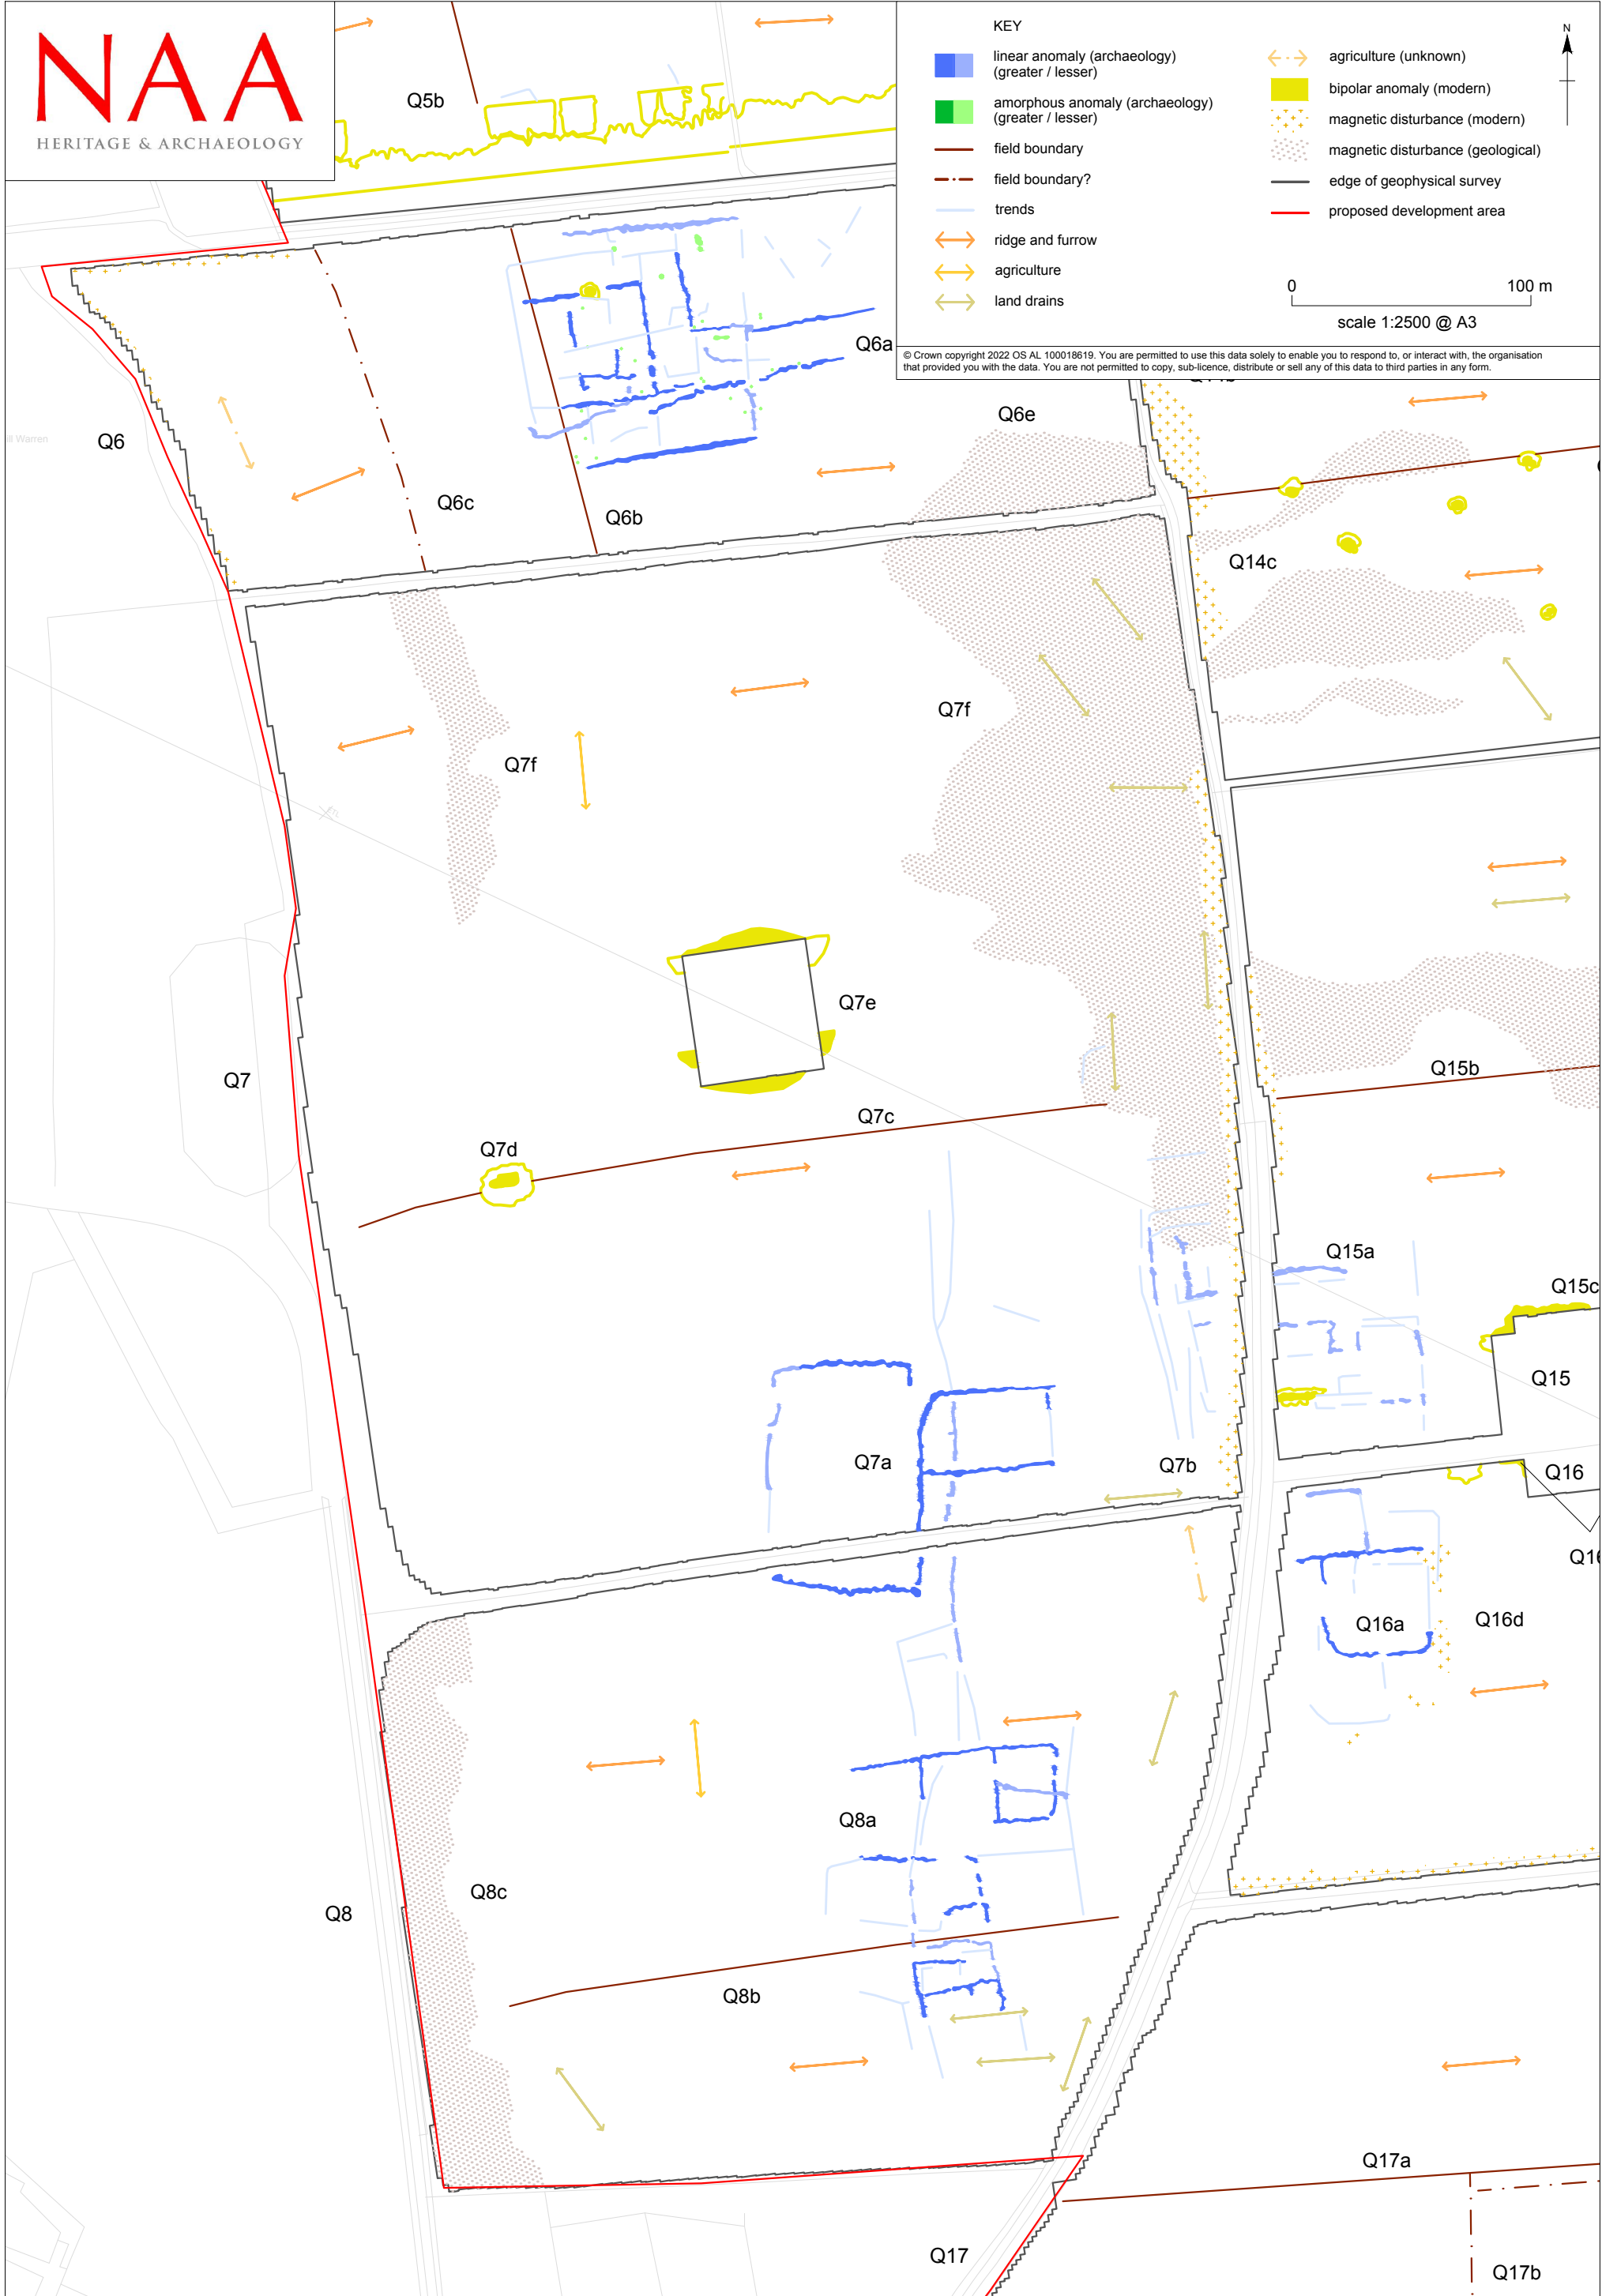 NAA
HERITAGE & ARCHAEOLOGY
KEY
linear anomaly (archaeology)
(greater / lesser)
amorphous anomaly (archaeology)
(greater / lesser)
field boundary
field boundary?
trends
ridge and furrow
agriculture
land drains
agriculture (unknown)
bipolar anomaly (modern)
magnetic disturbance (modern)
magnetic disturbance (geological)
edge of geophysical survey
proposed development area
N
0 100 m
scale 1:2500 @ A3
© Crown copyright 2022 OS AL 100018619. You are permitted to use this data solely to enable you to respond to, or interact with, the organisation
that provided you with the data. You are not permitted to copy, sub-licence, distribute or sell any of this data to third parties in any form.
Q5b
Q6a
Q6e
Q6
ill Warren
Q6c
Q6b
Q14c
Q7f
Q7f
Q7e
Q7
Q15b
Q7c
Q7d
Q15a
Q15c
Q15
Q7a
Q7b
Q16
Q16
Q16a
Q16d
Q8a
Q8c
Q8
Q8b
Q17a
Q17
Q17b